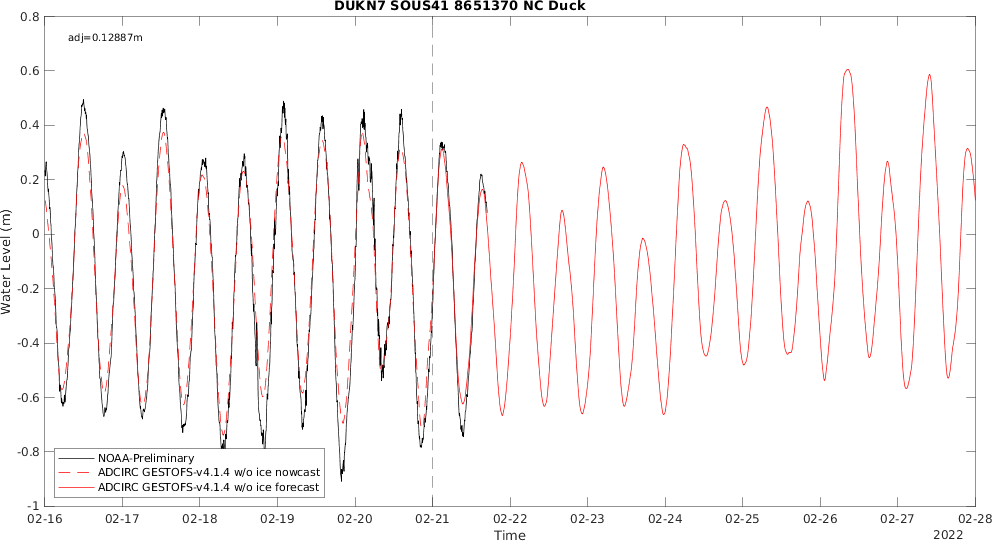 DUKN7 SOUS41 8651370 NC Duck
adj=0.12887m
0.8
0.6
0.4
0.2
0
-0.2
-0.4
-0.6
-0.8
-1
Water Level (m)
NOAA-Preliminary
ADCIRC GESTOFS-v4.1.4 w/o ice nowcast
ADCIRC GESTOFS-v4.1.4 w/o ice forecast
02-16 02-17 02-18 02-19 02-20 02-21 02-22 02-23 02-24 02-25 02-26 02-27 02-28
Time
2022